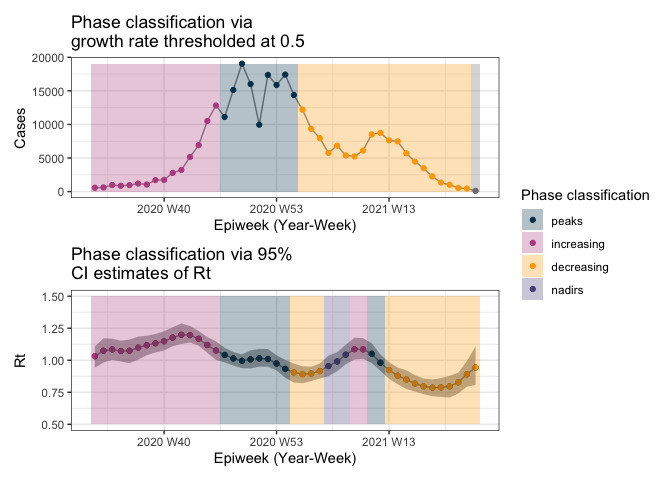 Phase classification via
growth rate thresholded at 0.5
20000
15000
10000
5000
0
Cases
2020 W40
2020 W53
2021 W13
Epiweek (Year-Week)
Phase classification via 95%
CI estimates of Rt
1.50
1.25
1.00
0.75
0.50
Rt
2020 W40
2020 W53
2021 W13
Epiweek (Year-Week)
Phase classification
peaks
increasing
decreasing
nadirs